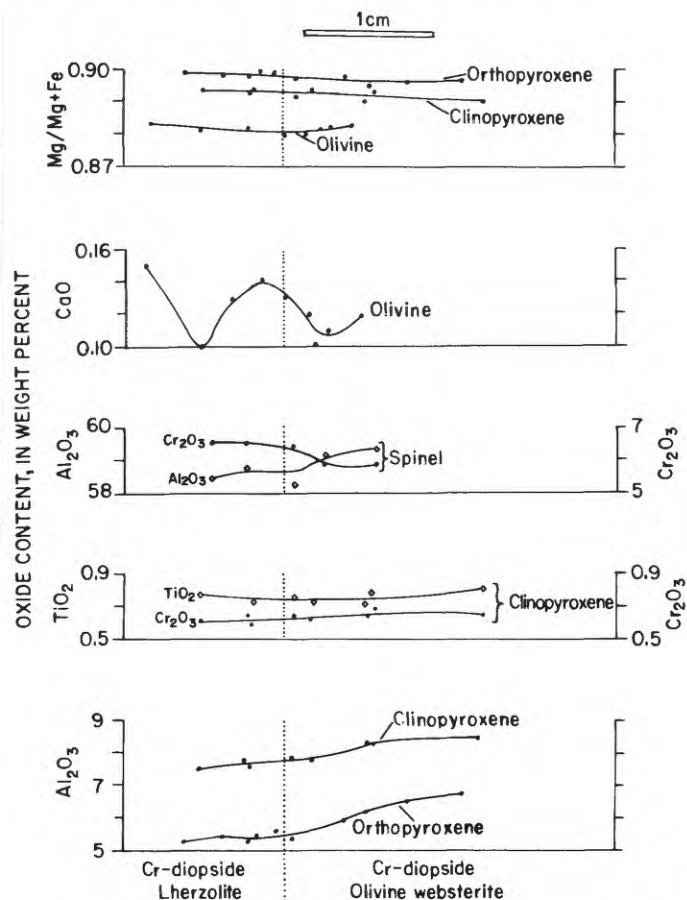 1cm
0.90
Orthopyroxene
Clinopyroxene
Olivine
0.87
Mg/Mg+Fe
OXIDE CONTENT, IN WEIGHT PERCENT
0.16
CaO
Olivine
0.10
60
7
Cr2O3
Al2O3
Spinel
Al2O3
Cr2O3
58
5
0.9
0.9
TiO2
TiO2
Clinopyroxene
Cr2O3
Cr2O3
0.5
0.5
9
Clinopyroxene
Al2O3
7
Orthopyroxene
5
Cr-diopside
Lherzolite
Cr-diopside
Olivine websterite